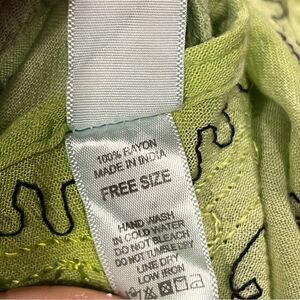 100% RAYON
MADE IN INDIA
FREE SIZE
HAND WASH
IN COLD WATER
DO NOT BLEACH
DO NOT TUMBLE DRY
LINE DRY
LOW IRON